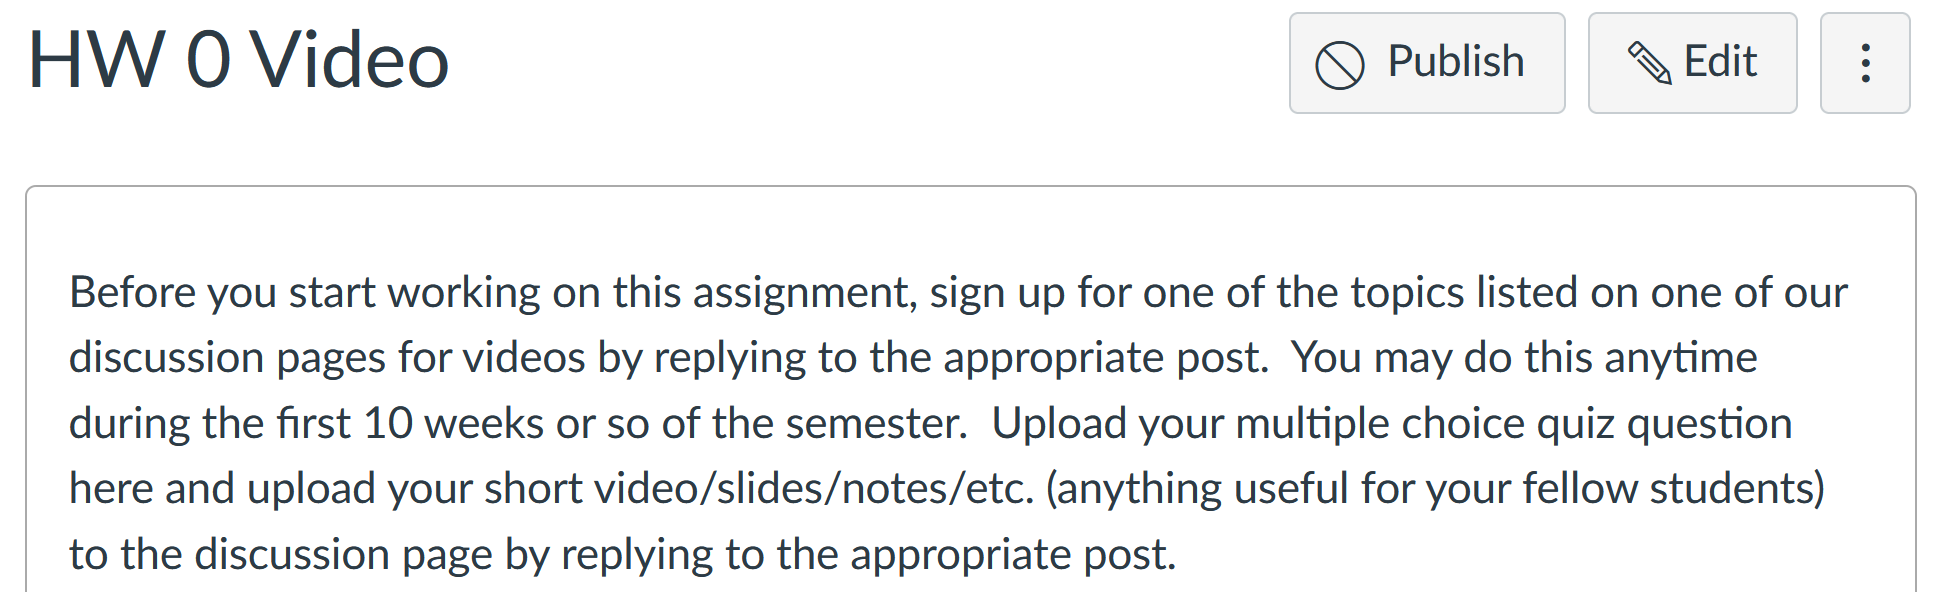 HW 0 Video
Publish
Edit
Before you start working on this assignment, sign up for one of the topics listed on one of our
discussion pages for videos by replying to the appropriate post.  You may do this anytime
during the first 10 weeks or so of the semester.  Upload your multiple choice quiz question
here and upload your short video/slides/notes/etc. (anything useful for your fellow students)
to the discussion page by replying to the appropriate post.